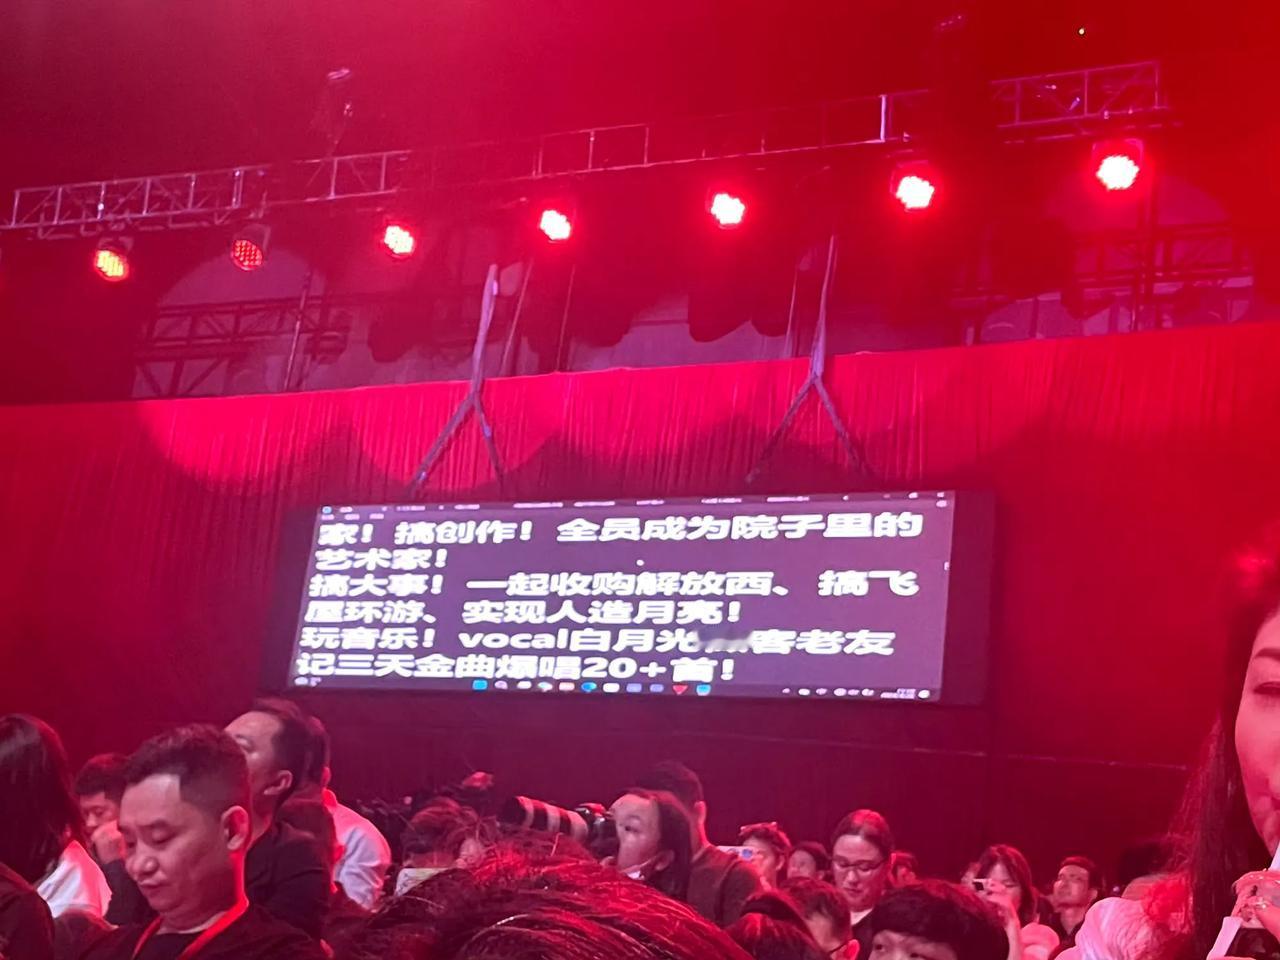 家！搞创作！全员成为院子里的
艺术家！
搞大事！一起收购解放西、搞飞
屋环游、实现人造月亮！
玩音乐！vocal白月光 客老友
记三天金曲爆唱20+首！